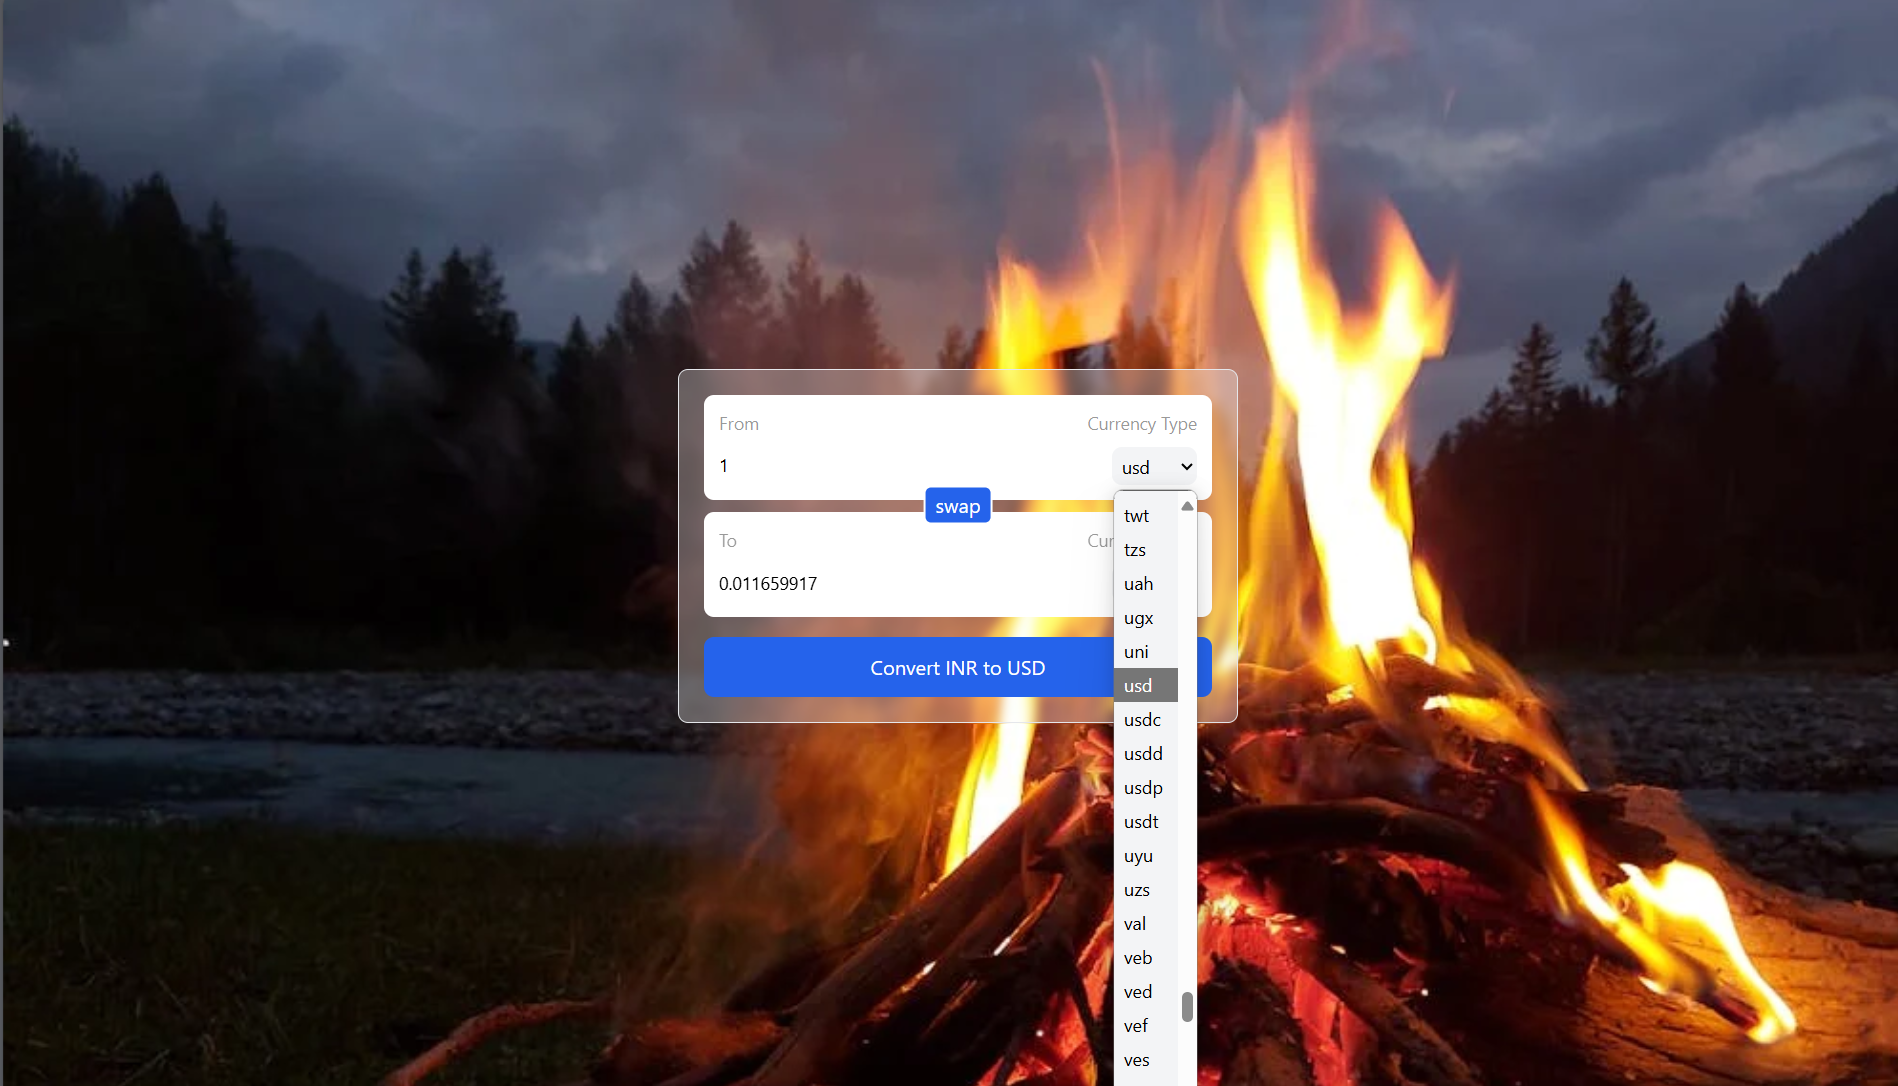 From
Currency Type
1
usd
swap
To
Cur
0.011659917
Convert INR to USD
twt
tzs
uah
ugx
uni
usd
usdc
usdd
usdp
usdt
uyu
uzs
val
veb
ved
vef
ves